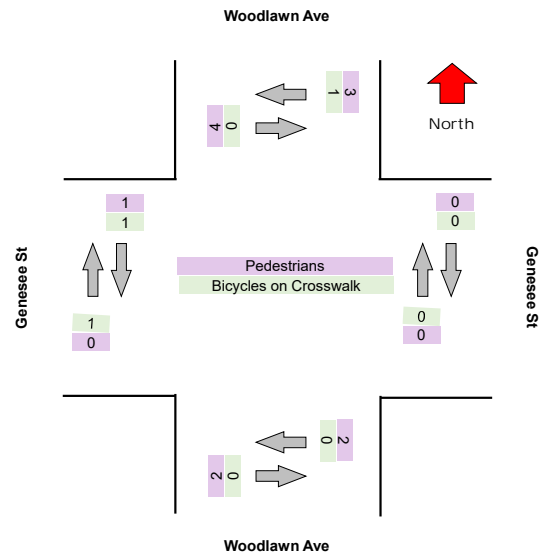 Woodlawn Ave
1 3
4 0
North
1
1
0
0
Genesee St
Pedestrians
Bicycles on Crosswalk
Genesee St
1
0
0
0
0 2
2 0
Woodlawn Ave